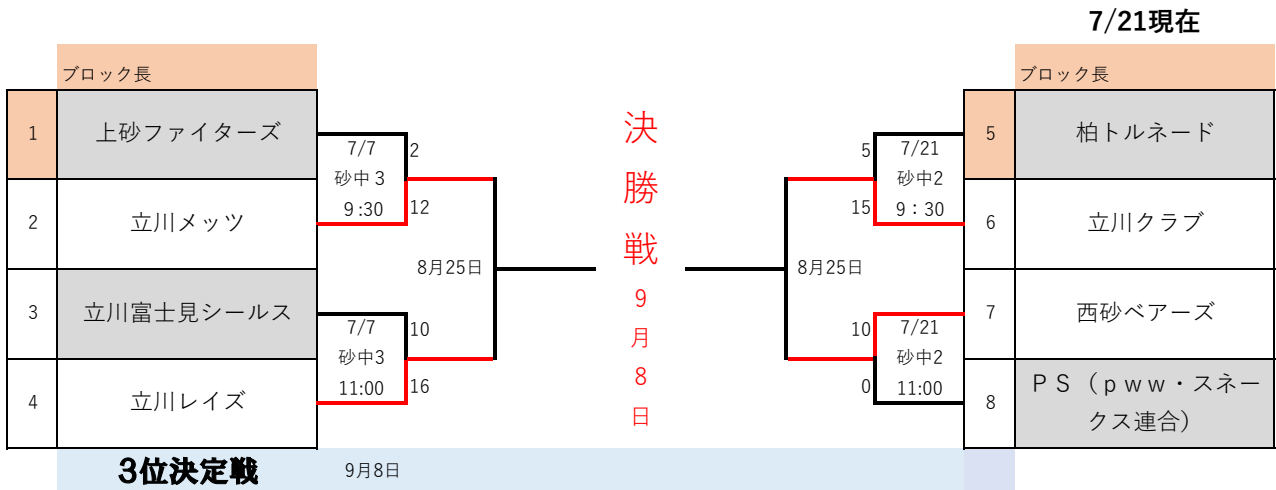 7/21現在
ブロック長
1
上砂ファイターズ
2
立川メッツ
3
立川富士見シールス
4
立川レイズ
7/7
砂中３
9:30
2
12
7/7
砂中3
11:00
10
16
8月25日
決
勝
戦
9
月
8
日
8月25日
5
15
7/21
砂中2
9：30
10
0
7/21
砂中2
11:00
ブロック長
5
柏トルネード
6
立川クラブ
7
西砂ベアーズ
8
ＰＳ（ｐｗｗ・スネー
クス連合）
3位決定戦
9月8日